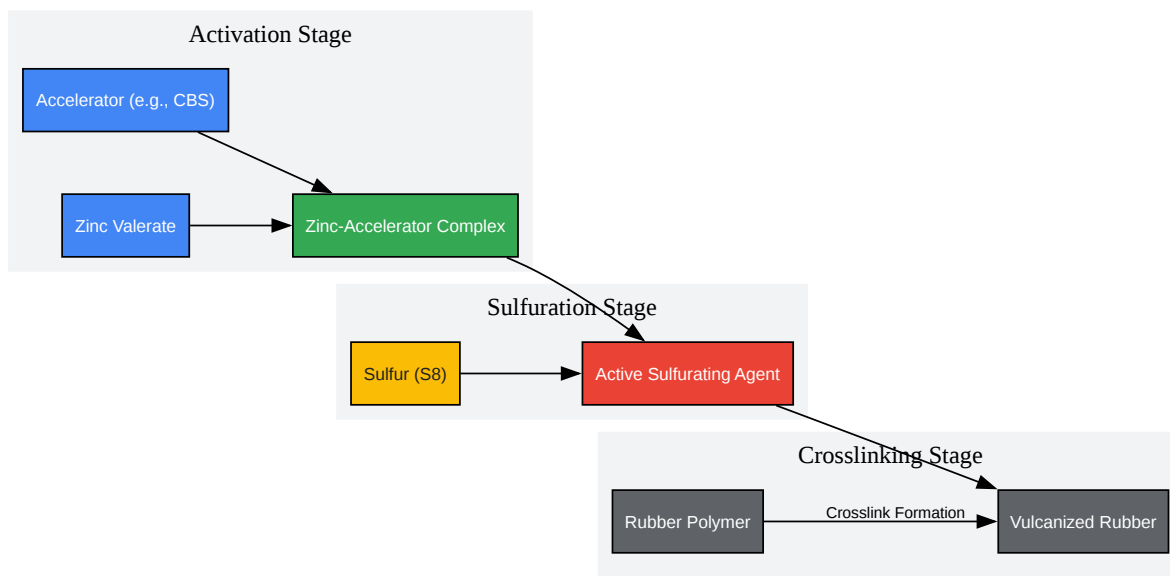 Activation Stage
Accelerator (e.g., CBS)
Zinc Valerate
Zinc-Accelerator Complex
Sulfuration Stage
Sulfur (S8)
Active Sulfurating Agent
Crosslinking Stage
Rubber Polymer
Crosslink Formation
Vulcanized Rubber